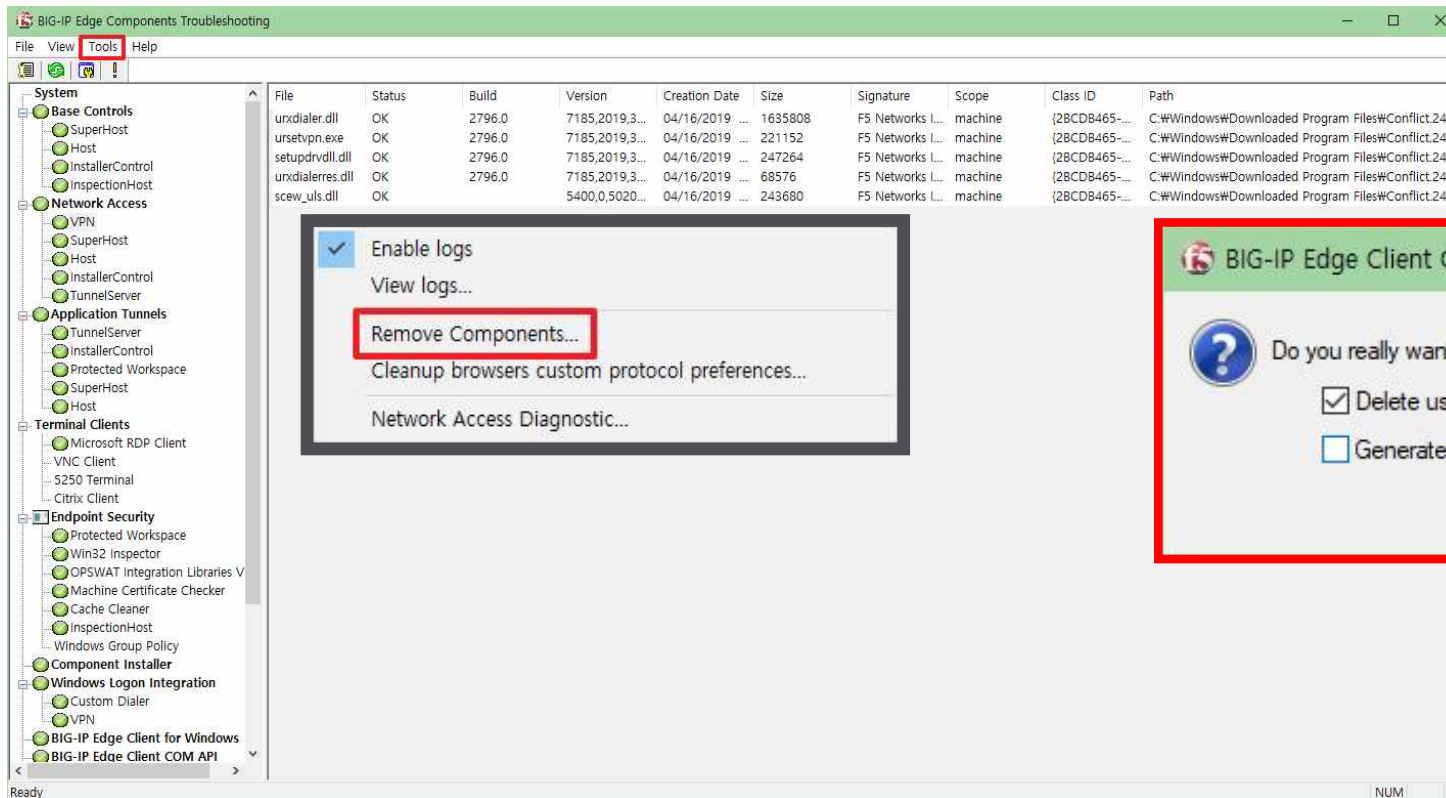 BIG-IP Edge Components Troubleshooting
File View Tools Help
System
Base Controls
SuperHost
Host
InstallerControl
InspectionHost
Network Access
VPN
SuperHost
Host
InstallerControl
TunnelServer
Application Tunnels
TunnelServer
InstallerControl
Protected Workspace
SuperHost
Host
Terminal Clients
Microsoft RDP Client
VNC Client
5250 Terminal
Citrix Client
Endpoint Security
Protected Workspace
Win32 Inspector
OPSWAT Integration Libraries V
Machine Certificate Checker
Cache Cleaner
InspectionHost
Windows Group Policy
Component Installer
Windows Logon Integration
Custom Dialer
VPN
BIG-IP Edge Client for Windows
BIG-IP Edge Client COM API
File Status Build Version Creation Date Size Signature Scope Class ID Path
urxdialer.dll OK 2796.0 7185,2019,3... 04/16/2019 ... 1635808 F5 Networks I... machine {2BCDB465-... C:₩Windows₩Downloaded Program Files₩Conflict.24
ursetvpn.exe OK 2796.0 7185,2019,3... 04/16/2019 ... 221152 F5 Networks I... machine {2BCDB465-... C:₩Windows₩Downloaded Program Files₩Conflict.24
setupdrvdll.dll OK 2796.0 7185,2019,3... 04/16/2019 ... 247264 F5 Networks I... machine {2BCDB465-... C:₩Windows₩Downloaded Program Files₩Conflict.24
urxdialerres.dll OK 2796.0 7185,2019,3... 04/16/2019 ... 68576 F5 Networks I... machine {2BCDB465-... C:₩Windows₩Downloaded Program Files₩Conflict.24
scew_uls.dll OK 5400,0,5020... 04/16/2019 ... 243680 F5 Networks I... machine {2BCDB465-... C:₩Windows₩Downloaded Program Files₩Conflict.24
Enable logs
View logs...
Remove Components...
Cleanup browsers custom protocol preferences...
Network Access Diagnostic...
BIG-IP Edge Client
Do you really wan
Delete us
Generate
Ready NUM